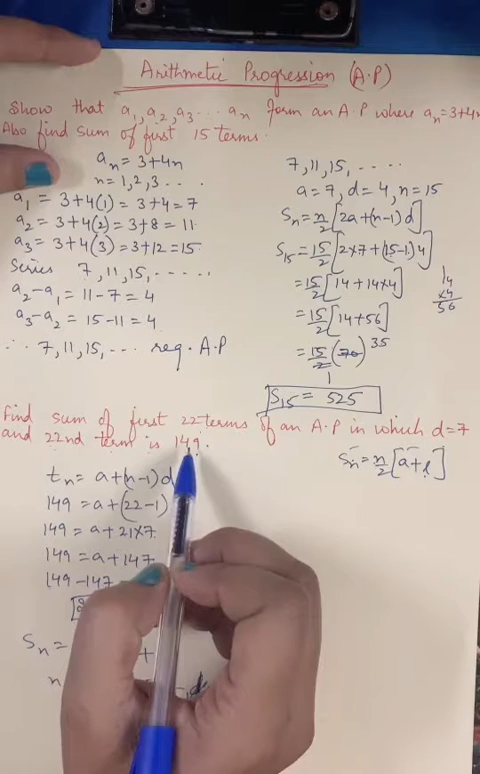 Arithmetic Progression (A.P)
Show that a₁, a₂, a₃ .... aₙ form an A.P where aₙ=3+4n
Also find sum of first 15 terms.
aₙ = 3+4n
n = 1,2,3 ....
a₁ = 3+4(1) = 3+4 = 7
a₂ = 3+4(2) = 3+8 = 11
a₃ = 3+4(3) = 3+12 = 15
Series 7, 11, 15, ......
a₂-a₁ = 11-7 = 4
a₃-a₂ = 15-11 = 4
∴ 7, 11, 15, .... req. A.P
7, 11, 15, ....
a = 7, d = 4, n = 15
Sₙ = n/2 [2a+(n-1)d]
S₁₅ = 15/2 [2×7+(15-1)4]
= 15/2 [14+14×4]
14
×4
56
= 15/2 [14+56]
= 15/2 (70) 35
1
S₁₅ = 525
Find sum of first 22 terms of an A.P in which d=7
and 22nd term is 149.
tₙ = a+(n-1)d
149 = a+(22-1)
149 = a+21×7
149 = a+147
149-147
Sₙ =
n
Sₙ = n/2 [a+l]